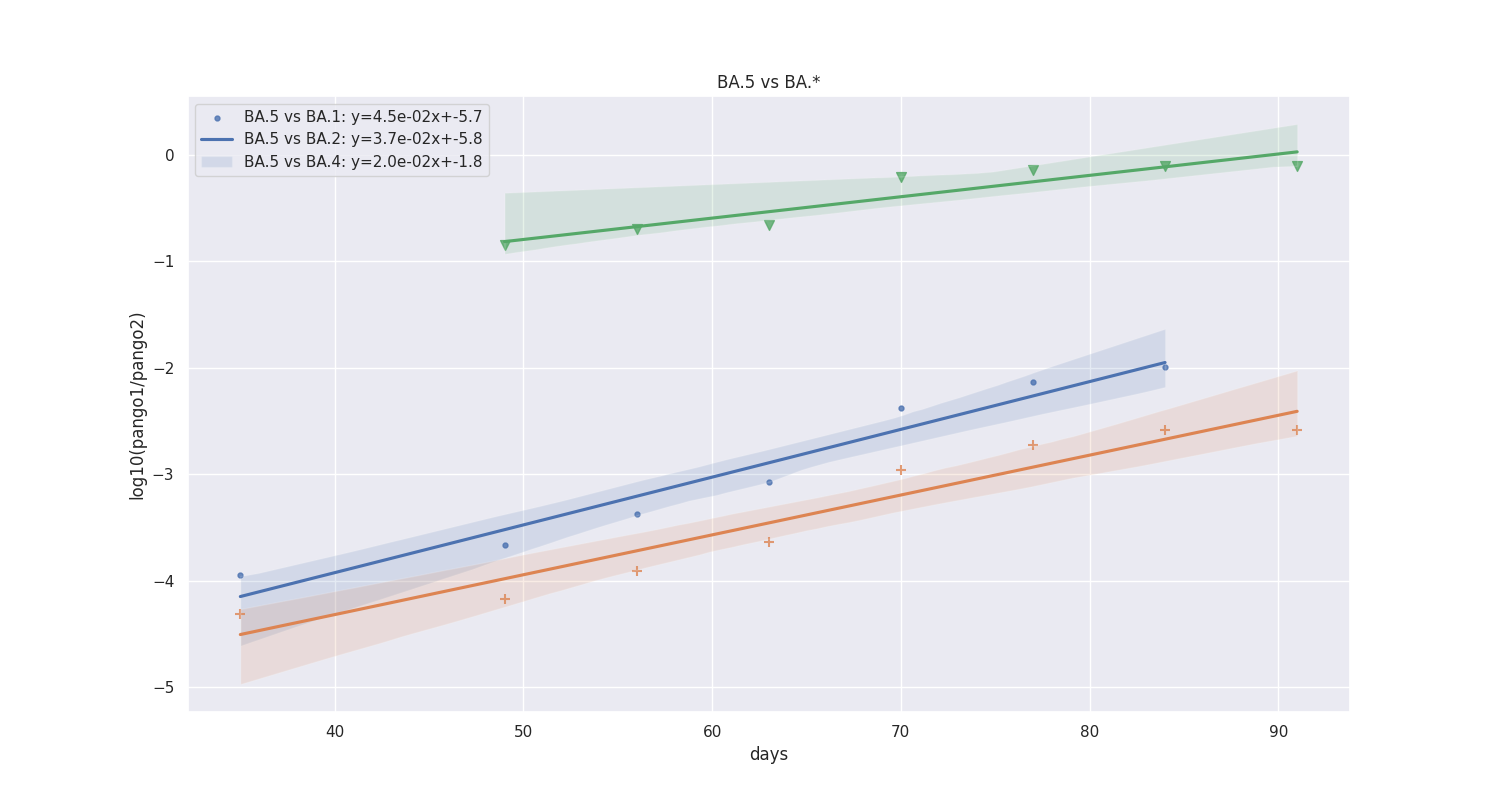 BA.5 vs BA.*
BA.5 vs BA.1: y=4.5e-02x+-5.7
BA.5 vs BA.2: y=3.7e-02x+-5.8
BA.5 vs BA.4: y=2.0e-02x+-1.8
0
−1
−2
−3
−4
−5
log10(pango1/pango2)
40 50 60 70 80 90
days